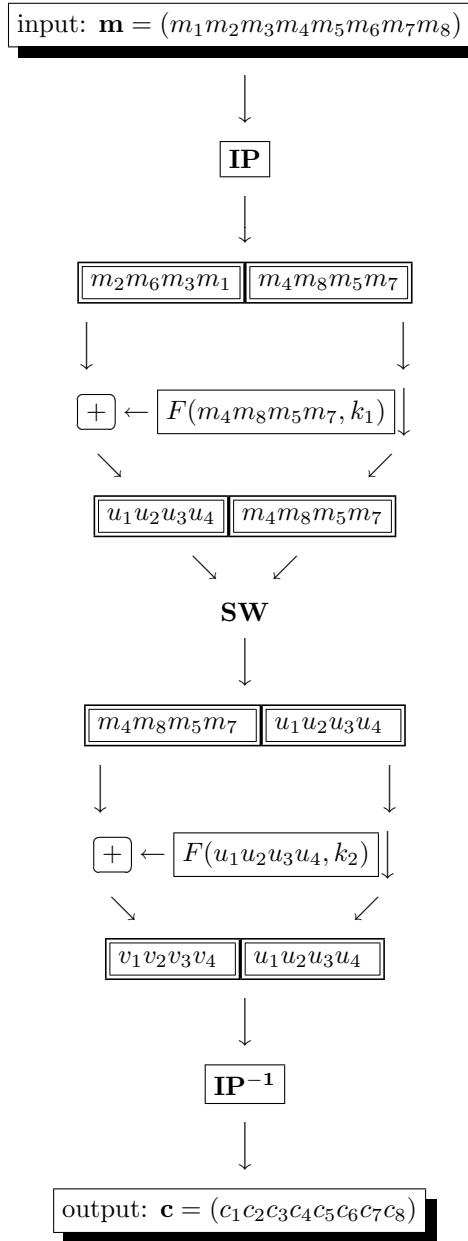 input: m = (m₁m₂m₃m₄m₅m₆m₇m₈)
IP
m₂m₆m₃m₁ m₄m₈m₅m₇
+ ← F(m₄m₈m₅m₇, k₁)
u₁u₂u₃u₄ m₄m₈m₅m₇
SW
m₄m₈m₅m₇ u₁u₂u₃u₄
+ ← F(u₁u₂u₃u₄, k₂)
v₁v₂v₃v₄ u₁u₂u₃u₄
IP⁻¹
output: c = (c₁c₂c₃c₄c₅c₆c₇c₈)